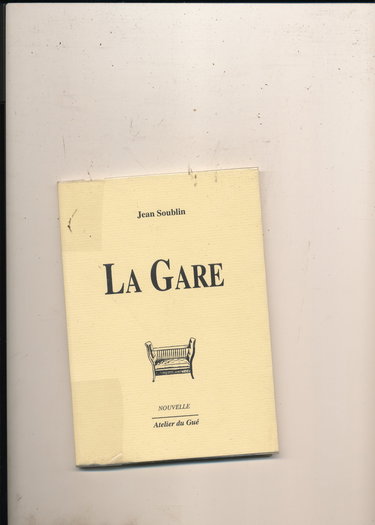 Jean Soublin
LA GARE
NOUVELLE
Atelier du Gué